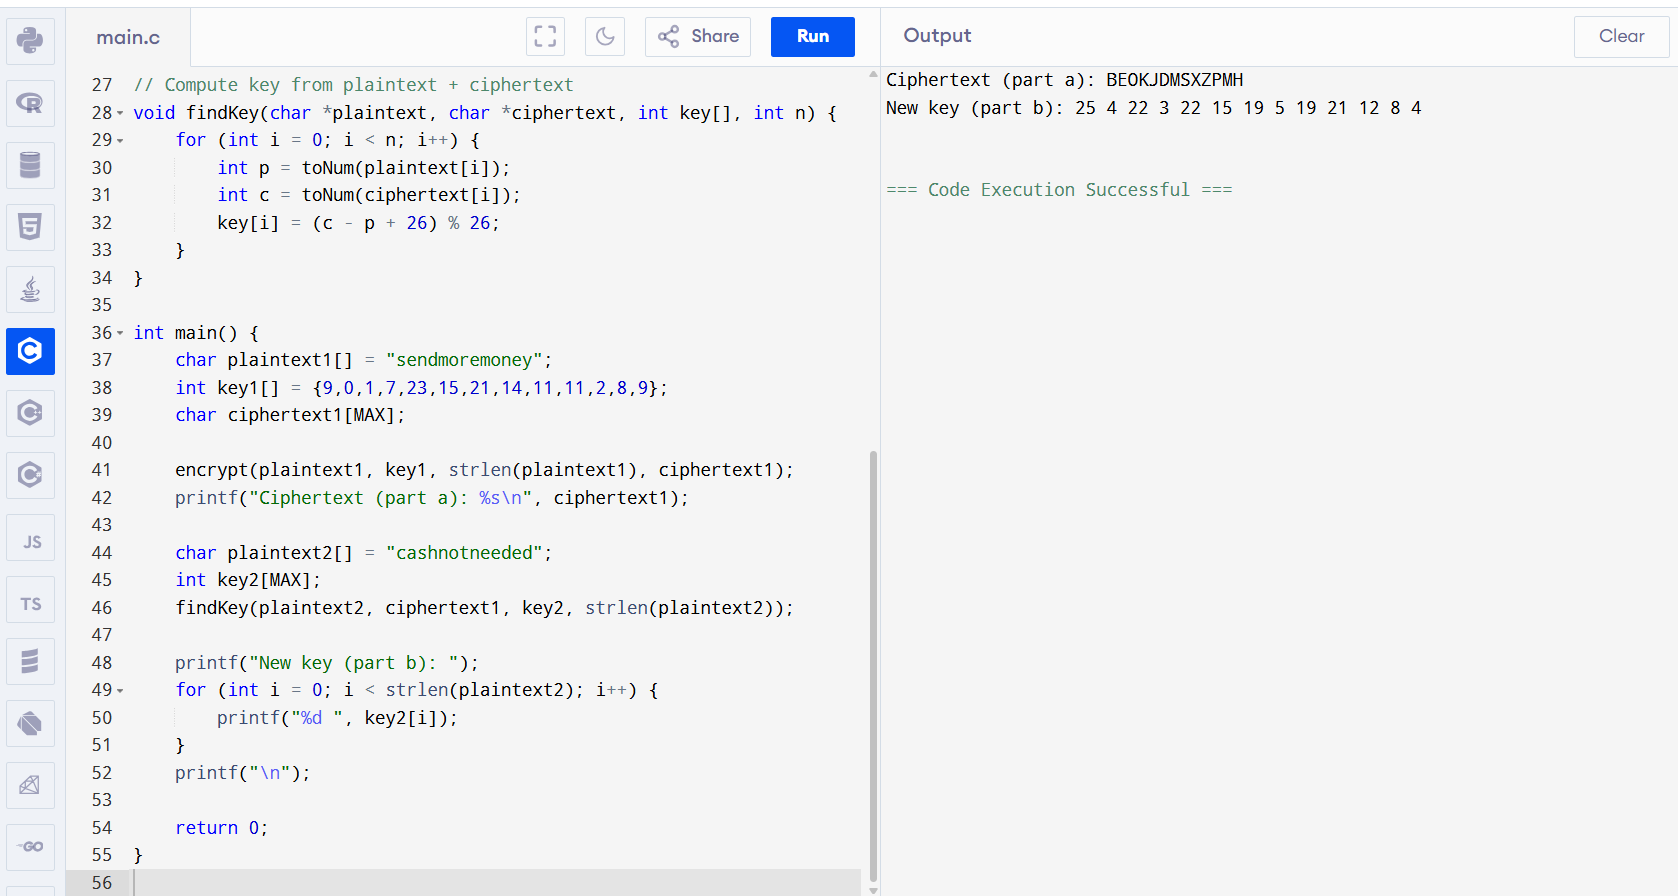 main.c
Share
Run
Output
Clear
27 // Compute key from plaintext + ciphertext
28 void findKey(char *plaintext, char *ciphertext, int key[], int n) {
29     for (int i = 0; i < n; i++) {
30         int p = toNum(plaintext[i]);
31         int c = toNum(ciphertext[i]);
32         key[i] = (c - p + 26) % 26;
33     }
34 }
35
36 int main() {
37     char plaintext1[] = "sendmoremoney";
38     int key1[] = {9,0,1,7,23,15,21,14,11,11,2,8,9};
39     char ciphertext1[MAX];
40
41     encrypt(plaintext1, key1, strlen(plaintext1), ciphertext1);
42     printf("Ciphertext (part a): %s\n", ciphertext1);
43
44     char plaintext2[] = "cashnotneeded";
45     int key2[MAX];
46     findKey(plaintext2, ciphertext1, key2, strlen(plaintext2));
47
48     printf("New key (part b): ");
49     for (int i = 0; i < strlen(plaintext2); i++) {
50         printf("%d ", key2[i]);
51     }
52     printf("\n");
53
54     return 0;
55 }
56
Ciphertext (part a): BEOKJDMSXZPMH
New key (part b): 25 4 22 3 22 15 19 5 19 21 12 8 4
=== Code Execution Successful ===
R
5
C
C++
C#
JS
TS
GO